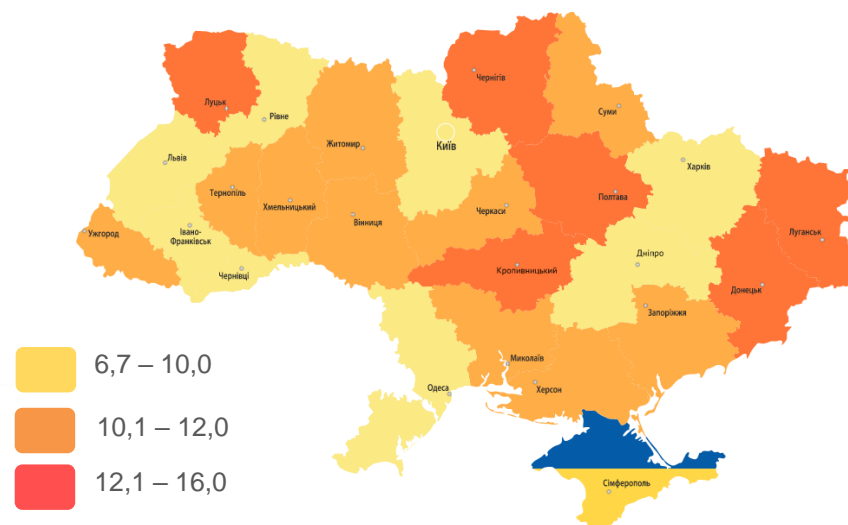 Чернігів
Луцьк
Суми
Рівне
Київ
Житомир
Львів
Харків
Тернопіль
Полтава
Хмельницький
Черкаси
Вінниця
Ужгород
Івано-
Франківськ
Луганськ
Дніпро
Чернівці
Кропивницький
Донецьк
Запоріжжя
6,7 – 10,0
Миколаїв
Одеса
Херсон
10,1 – 12,0
12,1 – 16,0
Сімферополь